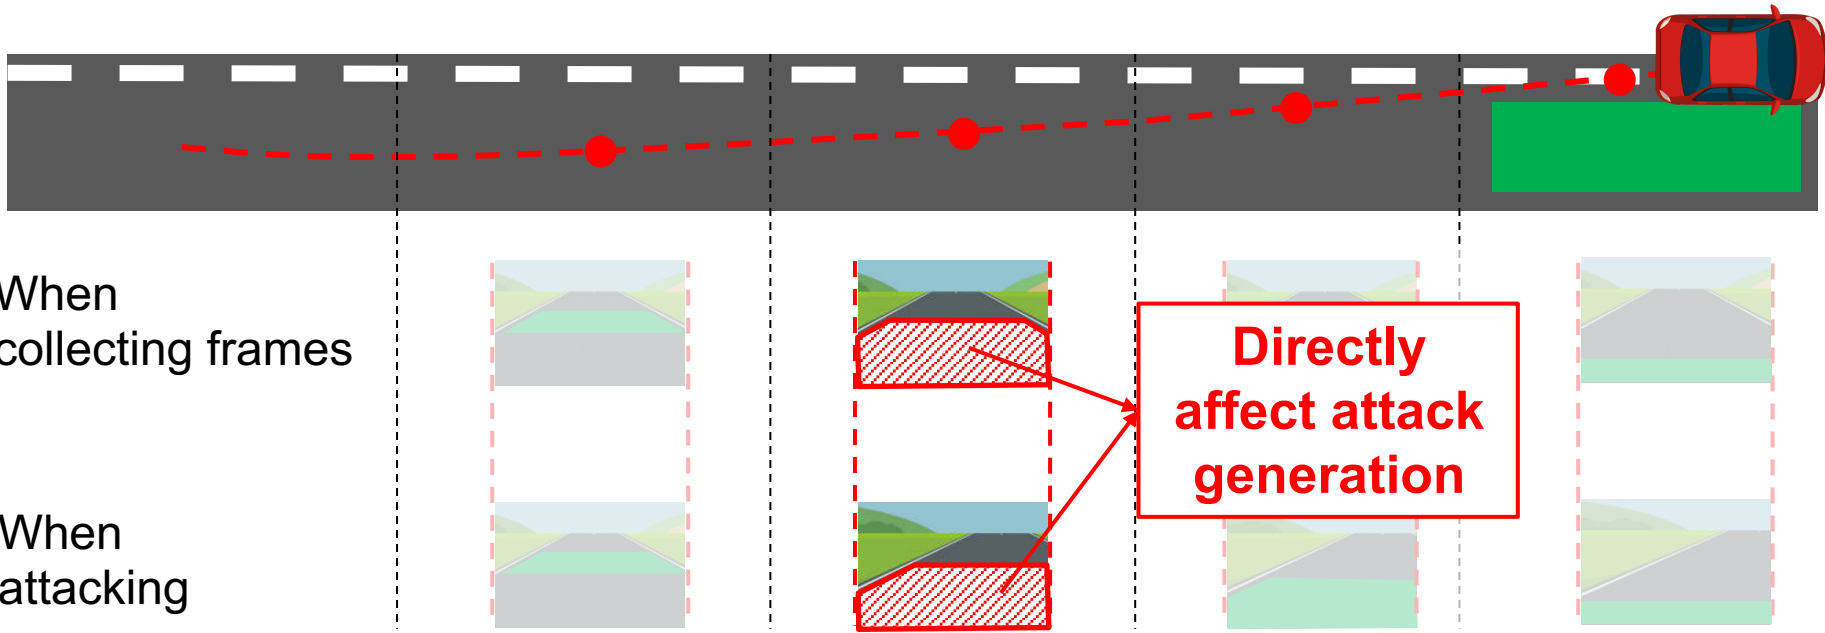 When
collecting frames
Directly
affect attack
generation
When
attacking